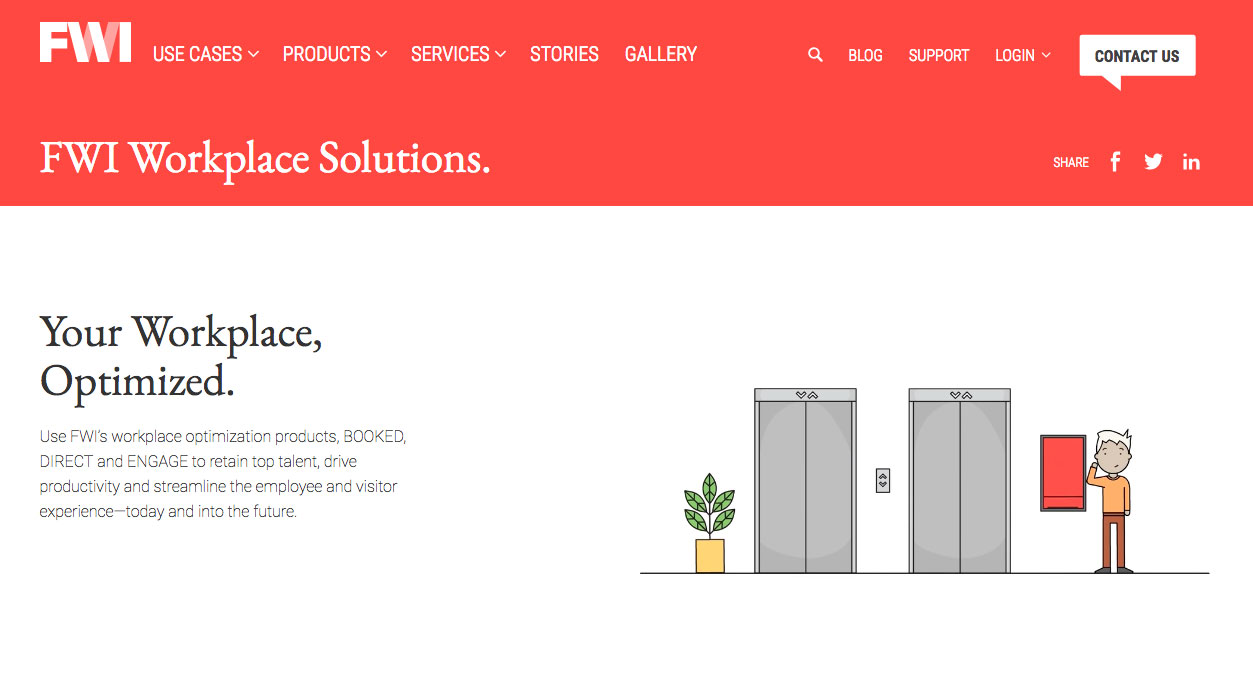 FWI USE CASES PRODUCTS SERVICES STORIES GALLERY BLOG SUPPORT LOGIN CONTACT US
FWI Workplace Solutions.
SHARE
Your Workplace,
Optimized.
Use FWI's workplace optimization products, BOOKED,
DIRECT and ENGAGE to retain top talent, drive
productivity and streamline the employee and visitor
experience—today and into the future.